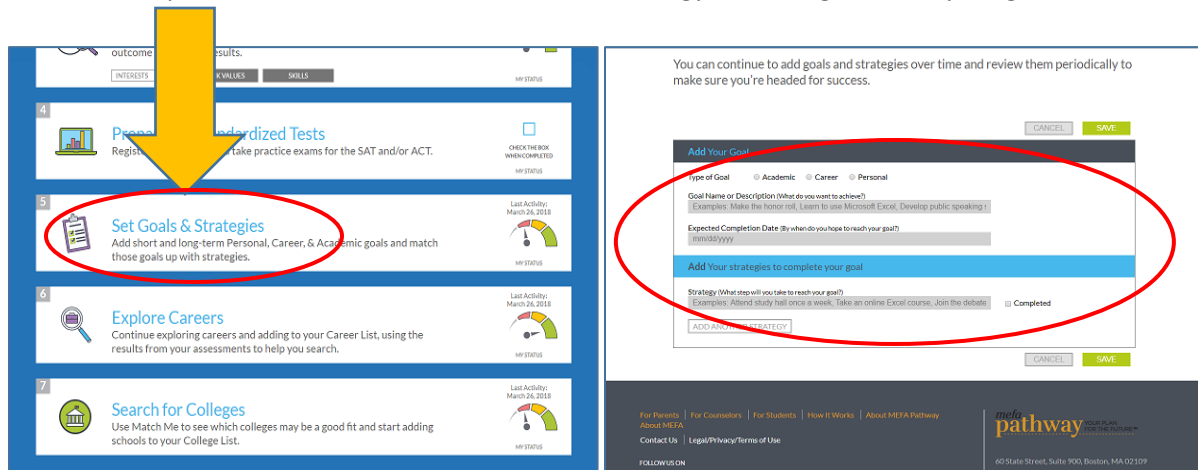 outcome
INTERESTS
VALUES
SKILLS
MY STATUS
4
Register
take practice exams for the SAT and/or ACT.
CHECK THE BOX
WHEN COMPLETED
MY STATUS
5
Set Goals & Strategies
Add short and long-term Personal, Career, & Academic goals and match
those goals up with strategies.
Last Activity:
March 26, 2018
MY STATUS
6
Explore Careers
Continue exploring careers and adding to your Career List, using the
results from your assessments to help you search.
Last Activity:
March 26, 2018
MY STATUS
7
Search for Colleges
Use Match Me to see which colleges may be a good fit and start adding
schools to your College List.
Last Activity:
March 26, 2018
MY STATUS
You can continue to add goals and strategies over time and review them periodically to
make sure you're headed for success.
CANCEL SAVE
Add Your Goal
Type of Goal Academic Career Personal
Goal Name or Description (What do you want to achieve?)
Examples: Make the honor roll, Learn to use Microsoft Excel, Develop public speaking s
Expected Completion Date (By when do you hope to reach your goal?)
mm/dd/yyyy
Add Your strategies to complete your goal
Strategy (What step will you take to reach your goal?)
Examples: Attend study hall once a week, Take an online Excel course, Join the debate
Completed
ADD ANOTHER STRATEGY
CANCEL SAVE
For Parents | For Counselors | For Students | How It Works | About MEFA Pathway
About MEFA
Contact Us | Legal/Privacy/Terms of Use
FOLLOW US ON
mefa
pathway YOUR PLAN
FOR THE FUTURE
60 State Street, Suite 900, Boston, MA 02109